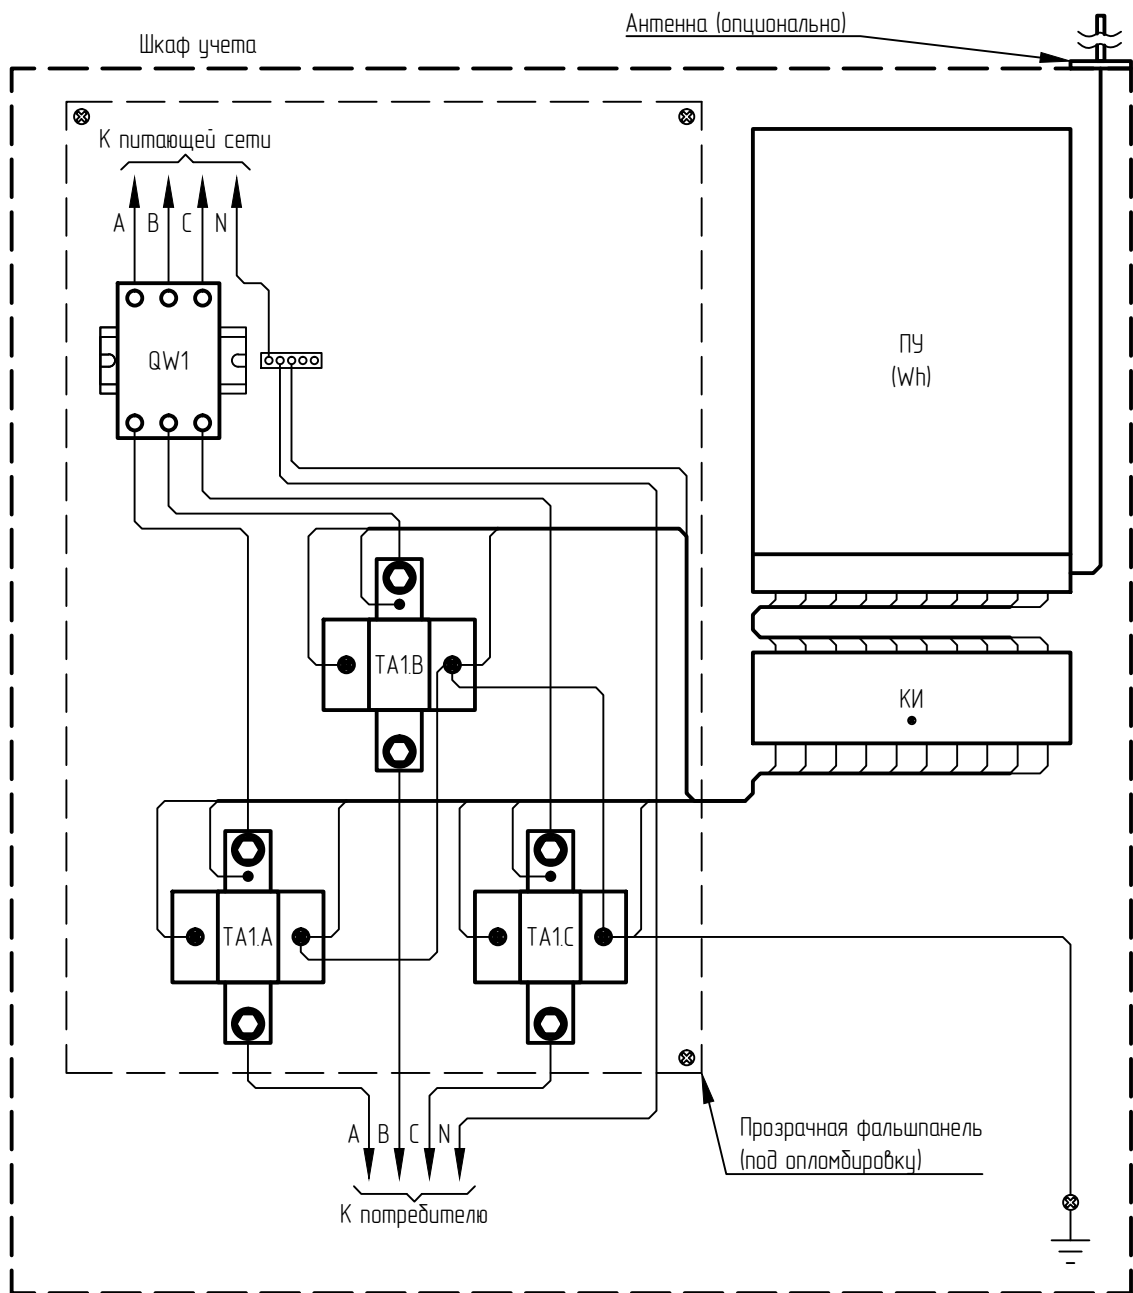 Антенна (опционально)
Шкаф учета
К питающей сети
A B C N
QW1
ПУ
(Wh)
TA1.B
КИ
TA1.A
TA1.C
A B C N
Прозрачная фальшпанель
(под опломбировку)
К потребителю